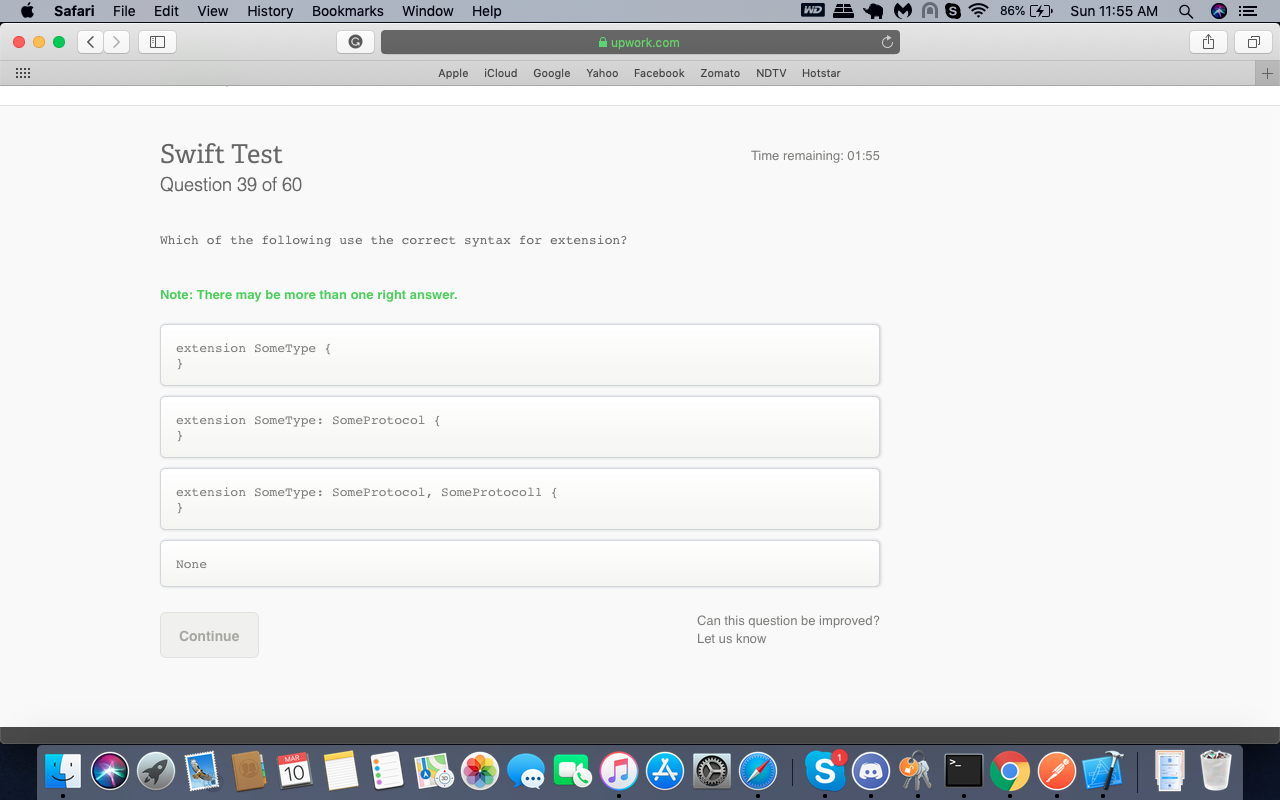 Safari File Edit View History Bookmarks Window Help WD S 86% Sun 11:55 AM
upwork.com
Apple iCloud Google Yahoo Facebook Zomato NDTV Hotstar
Swift Test
Time remaining: 01:55
Question 39 of 60
Which of the following use the correct syntax for extension?
Note: There may be more than one right answer.
extension SomeType {
}
extension SomeType: SomeProtocol {
}
extension SomeType: SomeProtocol, SomeProtocoll {
}
None
Continue
Can this question be improved?
Let us know
MAR
10
S
1
>_